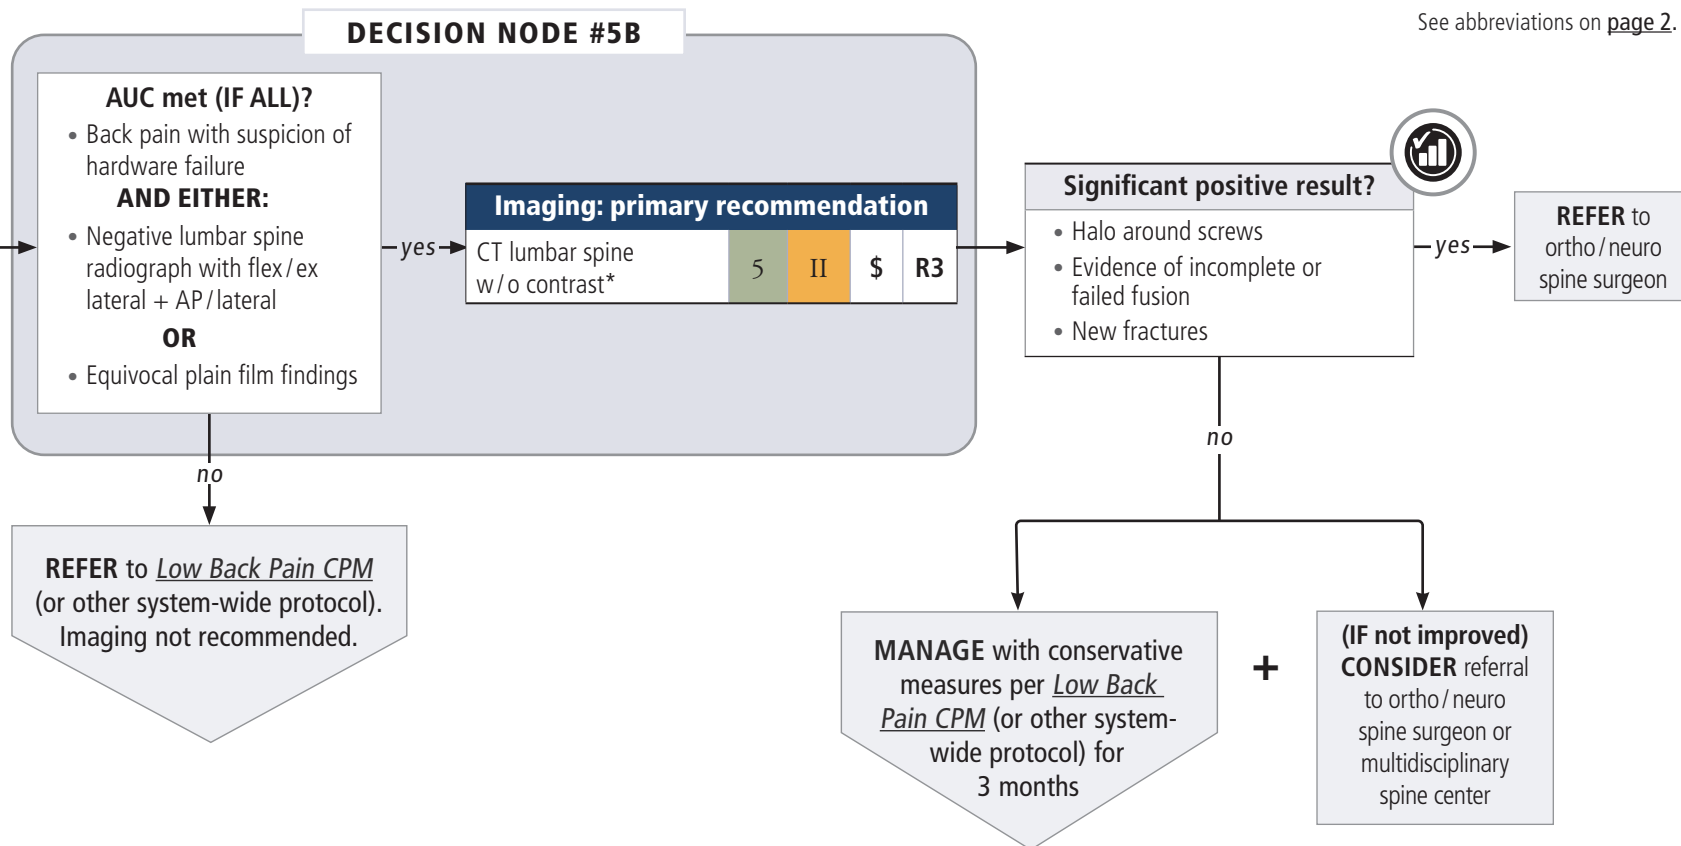 DECISION NODE #5B
See abbreviations on page 2.
AUC met (IF ALL)?
• Back pain with suspicion of
hardware failure
AND EITHER:
• Negative lumbar spine
radiograph with flex/ex
lateral + AP/lateral
OR
• Equivocal plain film findings
yes
Imaging: primary recommendation
CT lumbar spine
w/o contrast*
5 II $ R3
Significant positive result?
• Halo around screws
• Evidence of incomplete or
failed fusion
• New fractures
yes
REFER to
ortho/neuro
spine surgeon
no
REFER to Low Back Pain CPM
(or other system-wide protocol).
Imaging not recommended.
no
MANAGE with conservative
measures per Low Back
Pain CPM (or other system-
wide protocol) for
3 months
+
(IF not improved)
CONSIDER referral
to ortho/neuro
spine surgeon or
multidisciplinary
spine center